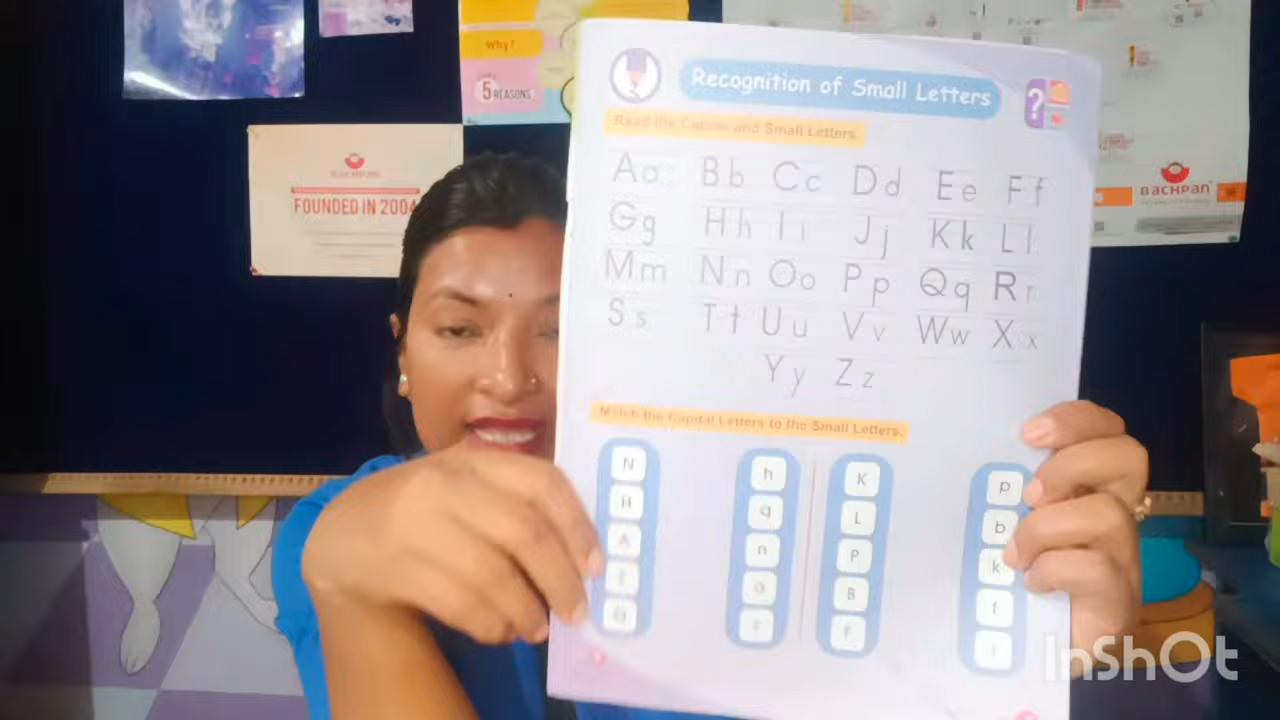 Why?
5 REASONS
FOUNDED IN 2004
BACHPAN
Recognition of Small Letters
?
Read the Capital and Small Letters.
Aa Bb Cc Dd Ee Ff
Gg Hh Ii Jj Kk Ll
Mm Nn Oo Pp Qq Rr
Ss Tt Uu Vv Ww Xx
Yy Zz
Match the Capital Letters to the Small Letters.
N h K p
H q L b
A n P k
B f
InShOt